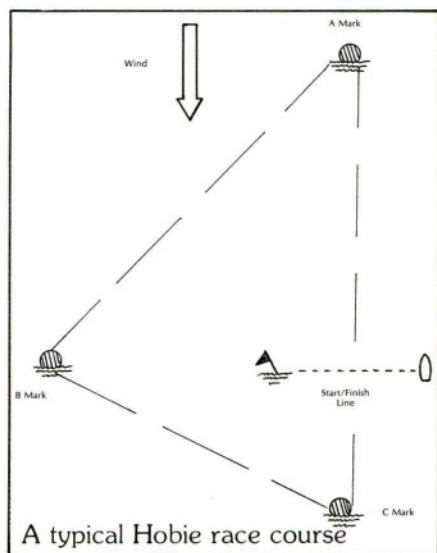 A Mark
Wind
B Mark
Start/Finish
Line
C Mark
A typical Hobie race course